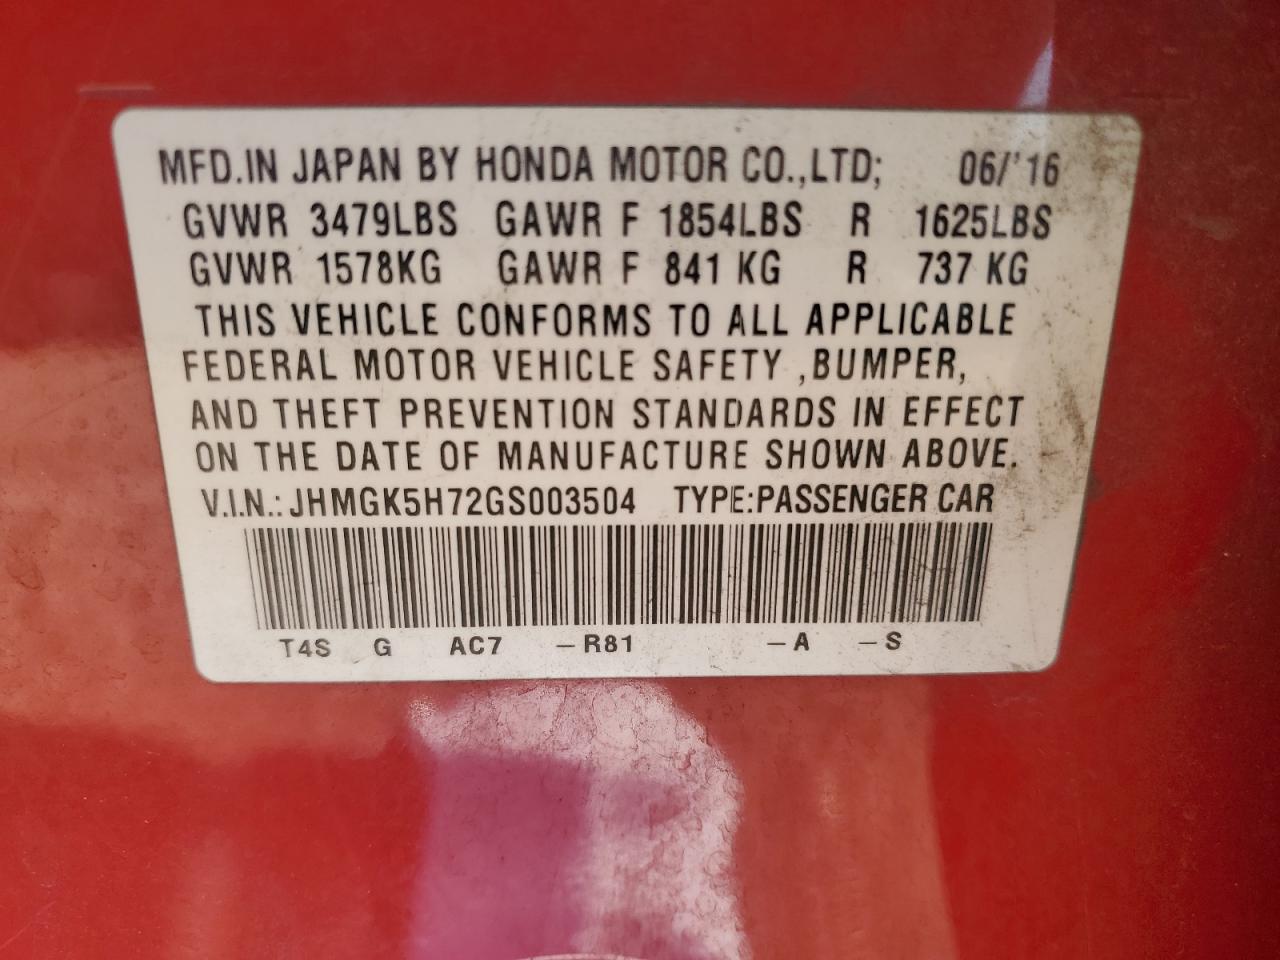 MFD.IN JAPAN BY HONDA MOTOR CO.,LTD; 06/'16
GVWR 3479LBS GAWR F 1854LBS R 1625LBS
GVWR 1578KG GAWR F 841 KG R 737 KG
THIS VEHICLE CONFORMS TO ALL APPLICABLE
FEDERAL MOTOR VEHICLE SAFETY ,BUMPER,
AND THEFT PREVENTION STANDARDS IN EFFECT
ON THE DATE OF MANUFACTURE SHOWN ABOVE.
V.I.N.: JHMGK5H72GS003504 TYPE:PASSENGER CAR
T4S G AC7 –R81 –A –S